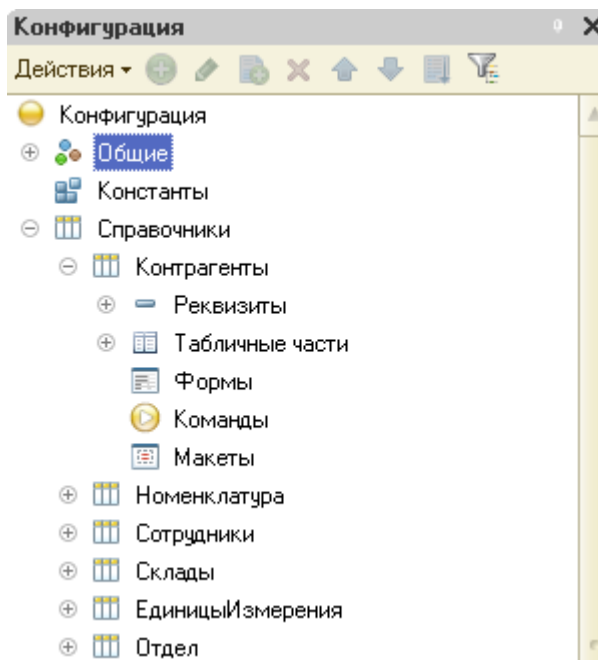 Конфигурация
Действия
Конфигурация
Общие
Константы
Справочники
Контрагенты
Реквизиты
Табличные части
Формы
Команды
Макеты
Номенклатура
Сотрудники
Склады
ЕдиницыИзмерения
Отдел